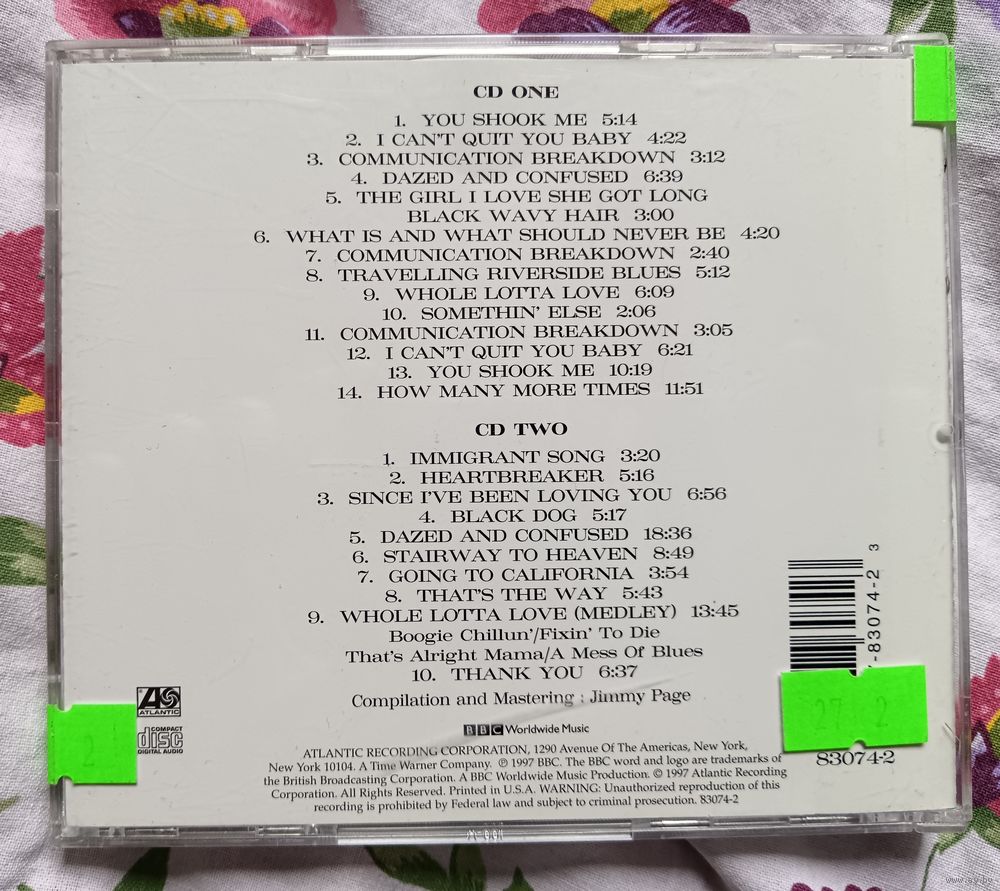 CD ONE
1. YOU SHOOK ME 5:14
2. I CAN'T QUIT YOU BABY 4:22
3. COMMUNICATION BREAKDOWN 3:12
4. DAZED AND CONFUSED 6:39
5. THE GIRL I LOVE SHE GOT LONG
BLACK WAVY HAIR 3:00
6. WHAT IS AND WHAT SHOULD NEVER BE 4:20
7. COMMUNICATION BREAKDOWN 2:40
8. TRAVELLING RIVERSIDE BLUES 5:12
9. WHOLE LOTTA LOVE 6:09
10. SOMETHIN' ELSE 2:06
11. COMMUNICATION BREAKDOWN 3:05
12. I CAN'T QUIT YOU BABY 6:21
13. YOU SHOOK ME 10:19
14. HOW MANY MORE TIMES 11:51
CD TWO
1. IMMIGRANT SONG 3:20
2. HEARTBREAKER 5:16
3. SINCE I'VE BEEN LOVING YOU 6:56
4. BLACK DOG 5:17
5. DAZED AND CONFUSED 18:36
6. STAIRWAY TO HEAVEN 8:49
7. GOING TO CALIFORNIA 3:54
8. THAT'S THE WAY 5:43
9. WHOLE LOTTA LOVE (MEDLEY) 13:45
Boogie Chillun'/Fixin' To Die
That's Alright Mama/A Mess Of Blues
10. THANK YOU 6:37
Compilation and Mastering : Jimmy Page
BBC Worldwide Music
ATLANTIC RECORDING CORPORATION, 1290 Avenue Of The Americas, New York,
New York 10104. A Time Warner Company. ℗ 1997 BBC. The BBC word and logo are trademarks of
the British Broadcasting Corporation. A BBC Worldwide Music Production. © 1997 Atlantic Recording
Corporation. All Rights Reserved. Printed in U.S.A. WARNING: Unauthorized reproduction of this
recording is prohibited by Federal law and subject to criminal prosecution. 83074-2
ATLANTIC
COMPACT
disc
DIGITAL AUDIO
-83074-2 3
83074-2
2
27 2